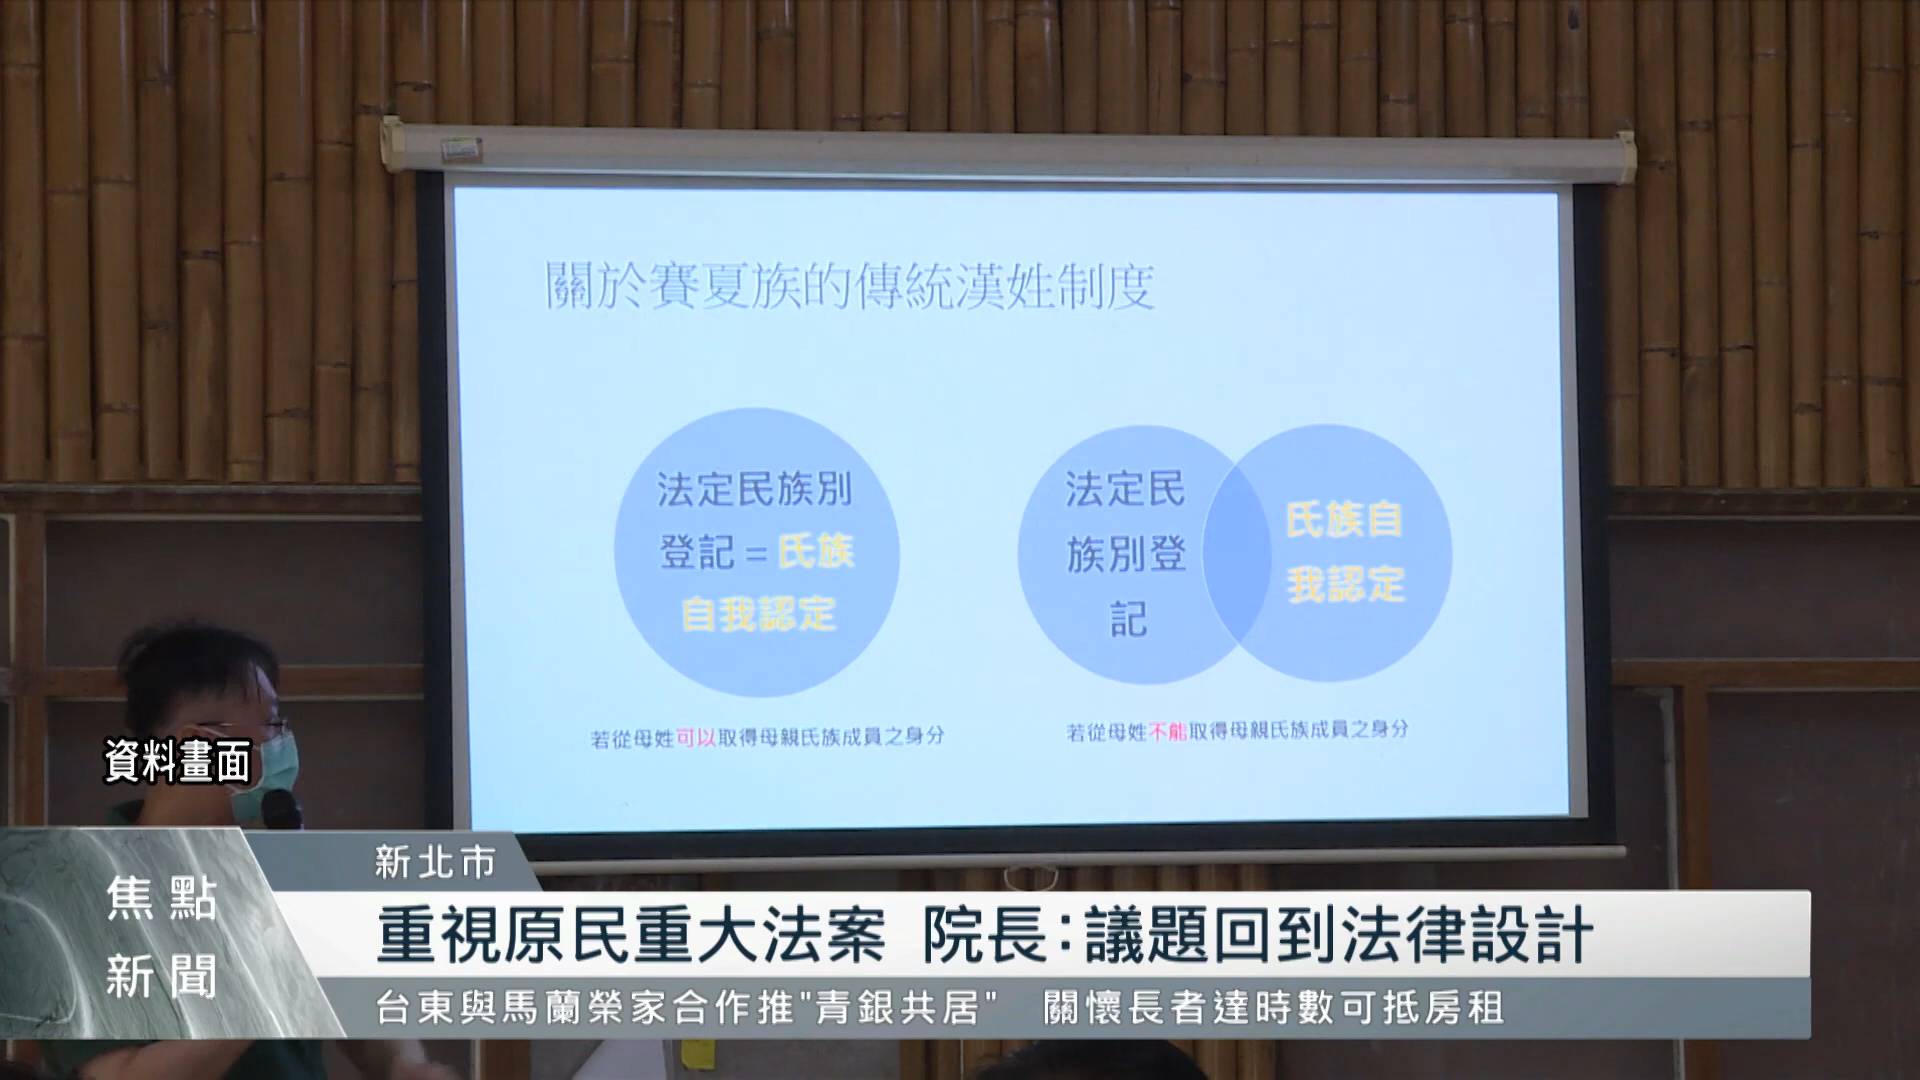 關於賽夏族的傳統漢姓制度
法定民族別
登記=氏族
自我認定
法定民
族別登
記
氏族自
我認定
若從母姓可以取得母親氏族成員之身分
若從母姓不能取得母親氏族成員之身分
資料畫面
新北市
焦點
新聞
重視原民重大法案 院長:議題回到法律設計
台東與馬蘭榮家合作推"青銀共居" 關懷長者達時數可抵房租